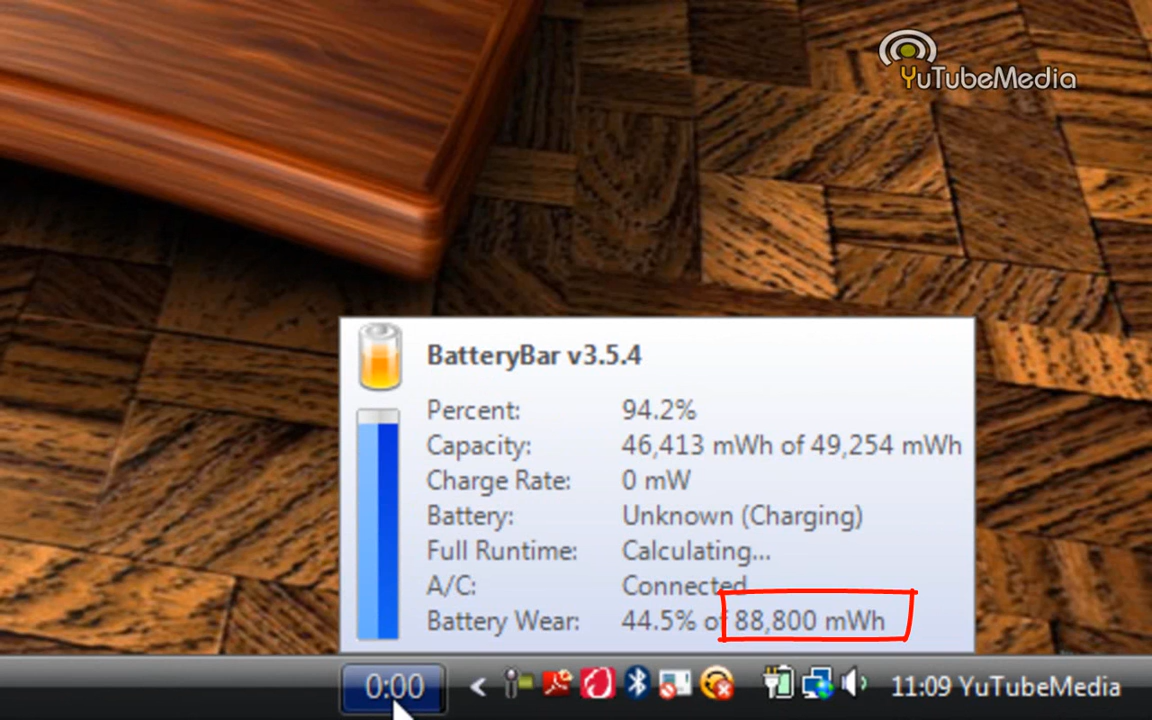 YuTubeMedia
BatteryBar v3.5.4
Percent: 94.2%
Capacity: 46,413 mWh of 49,254 mWh
Charge Rate: 0 mW
Battery: Unknown (Charging)
Full Runtime: Calculating...
A/C: Connected
Battery Wear: 44.5% of 88,800 mWh
0:00 < 11:09 YuTubeMedia